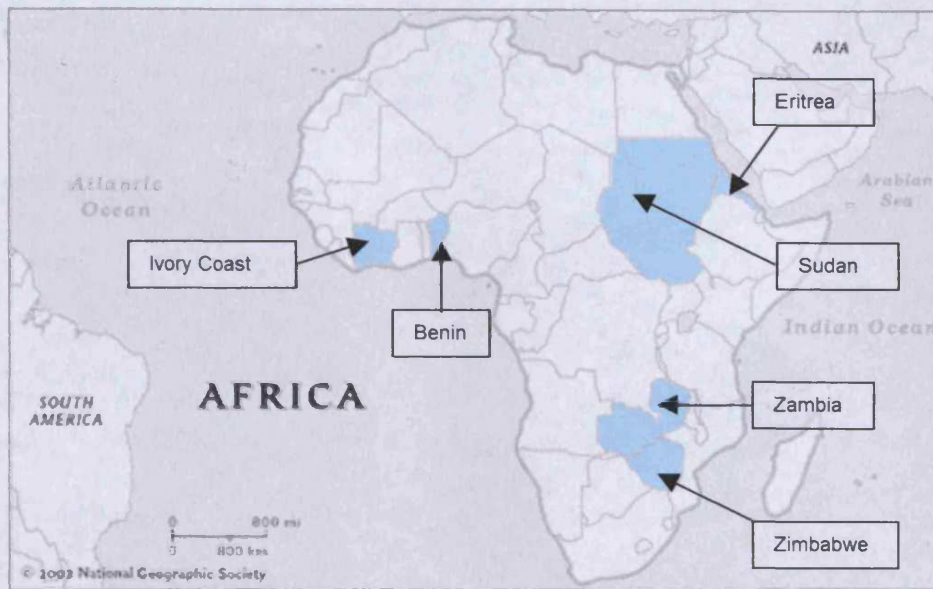 ASIA
Eritrea
Atlantic
Ocean
Arabian
Sea
Ivory Coast
Sudan
Benin
Indian Ocean
AFRICA
SOUTH
AMERICA
Zambia
0 800 mi
0 800 km
Zimbabwe
© 2003 National Geographic Society